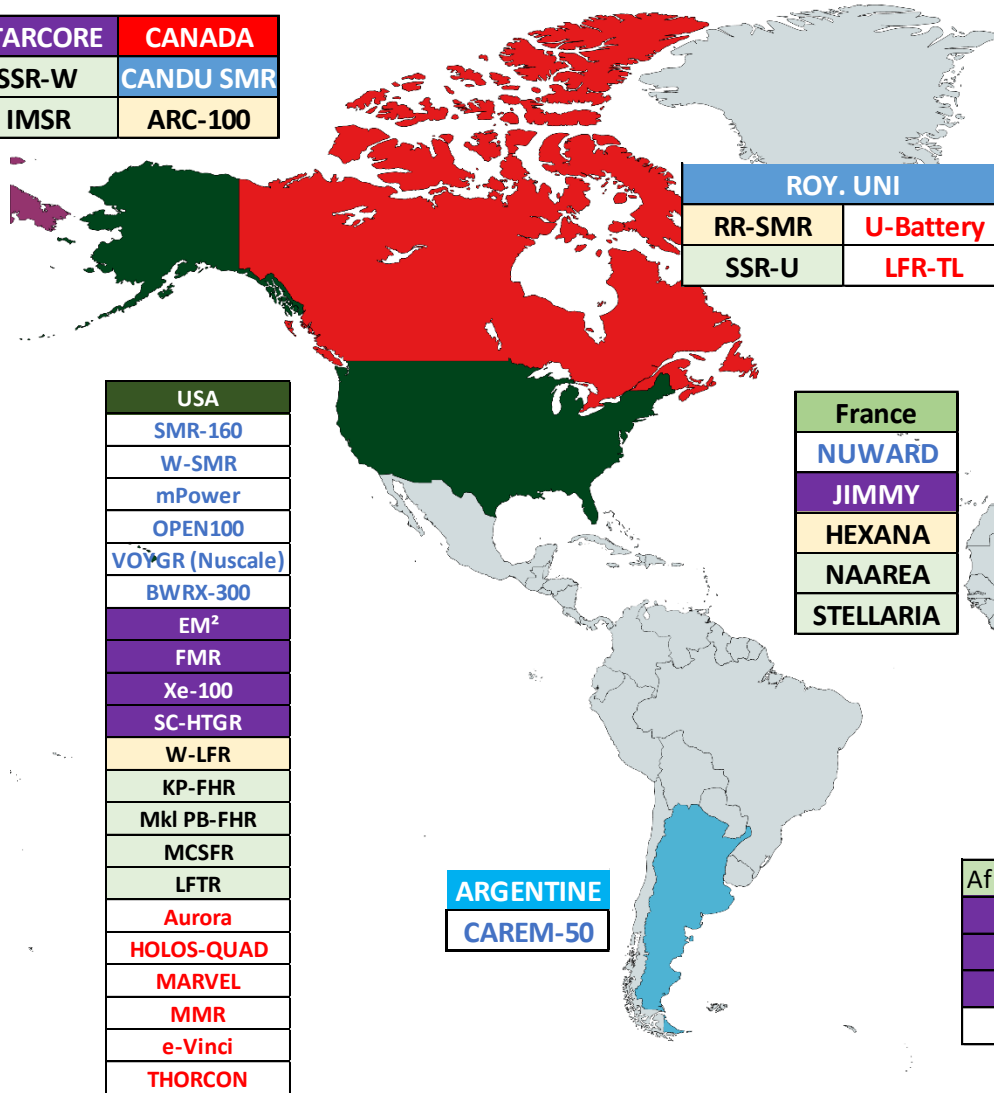 TARCORE CANADA
SSR-W CANDU SMR
IMSR ARC-100
ROY. UNI
RR-SMR U-Battery
SSR-U LFR-TL
USA
SMR-160
W-SMR
mPower
OPEN100
VOYGR (Nuscale)
BWRX-300
EM²
FMR
Xe-100
SC-HTGR
W-LFR
KP-FHR
Mkl PB-FHR
MCSFR
LFTR
Aurora
HOLOS-QUAD
MARVEL
MMR
e-Vinci
THORCON
France
NUWARD
JIMMY
HEXANA
NAAREA
STELLARIA
ARGENTINE
CAREM-50
Af